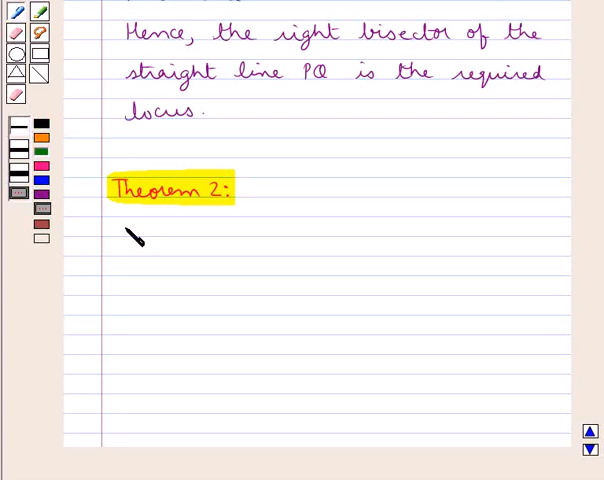 Hence, the right bisector of the
straight line PQ is the required
locus.
Theorem 2: